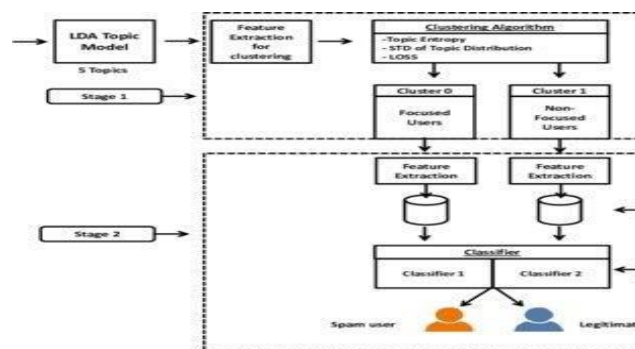 LDA Topic
Model
5 Topics
Feature
Extraction
for
clustering
Clustering Algorithm
-Topic Entropy
-STD of Topic Distribution
-LOSS
Stage 1
Cluster 0
Focused
Users
Cluster 1
Non-
Focused
Users
Feature
Extraction
Feature
Extraction
Stage 2
Classifier
Classifier 1
Classifier 2
Spam user
Legitimat